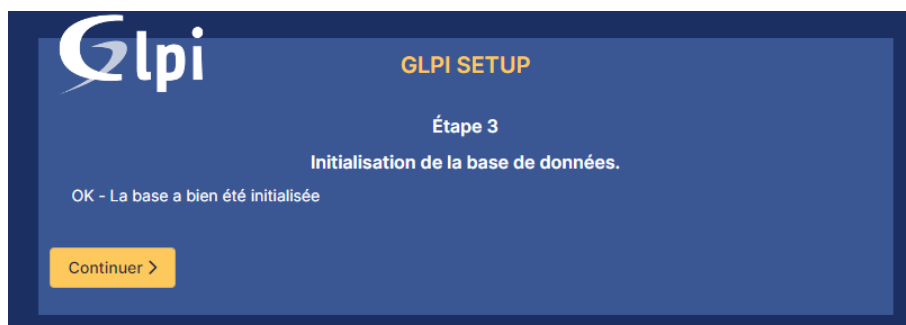 Glpi
GLPI SETUP
Étape 3
Initialisation de la base de données.
OK - La base a bien été initialisée
Continuer >